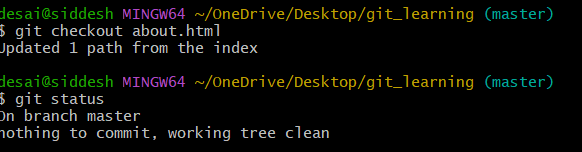 desai@siddesh MINGW64 ~/OneDrive/Desktop/git_learning (master)
$ git checkout about.html
Updated 1 path from the index
desai@siddesh MINGW64 ~/OneDrive/Desktop/git_learning (master)
$ git status
On branch master
nothing to commit, working tree clean